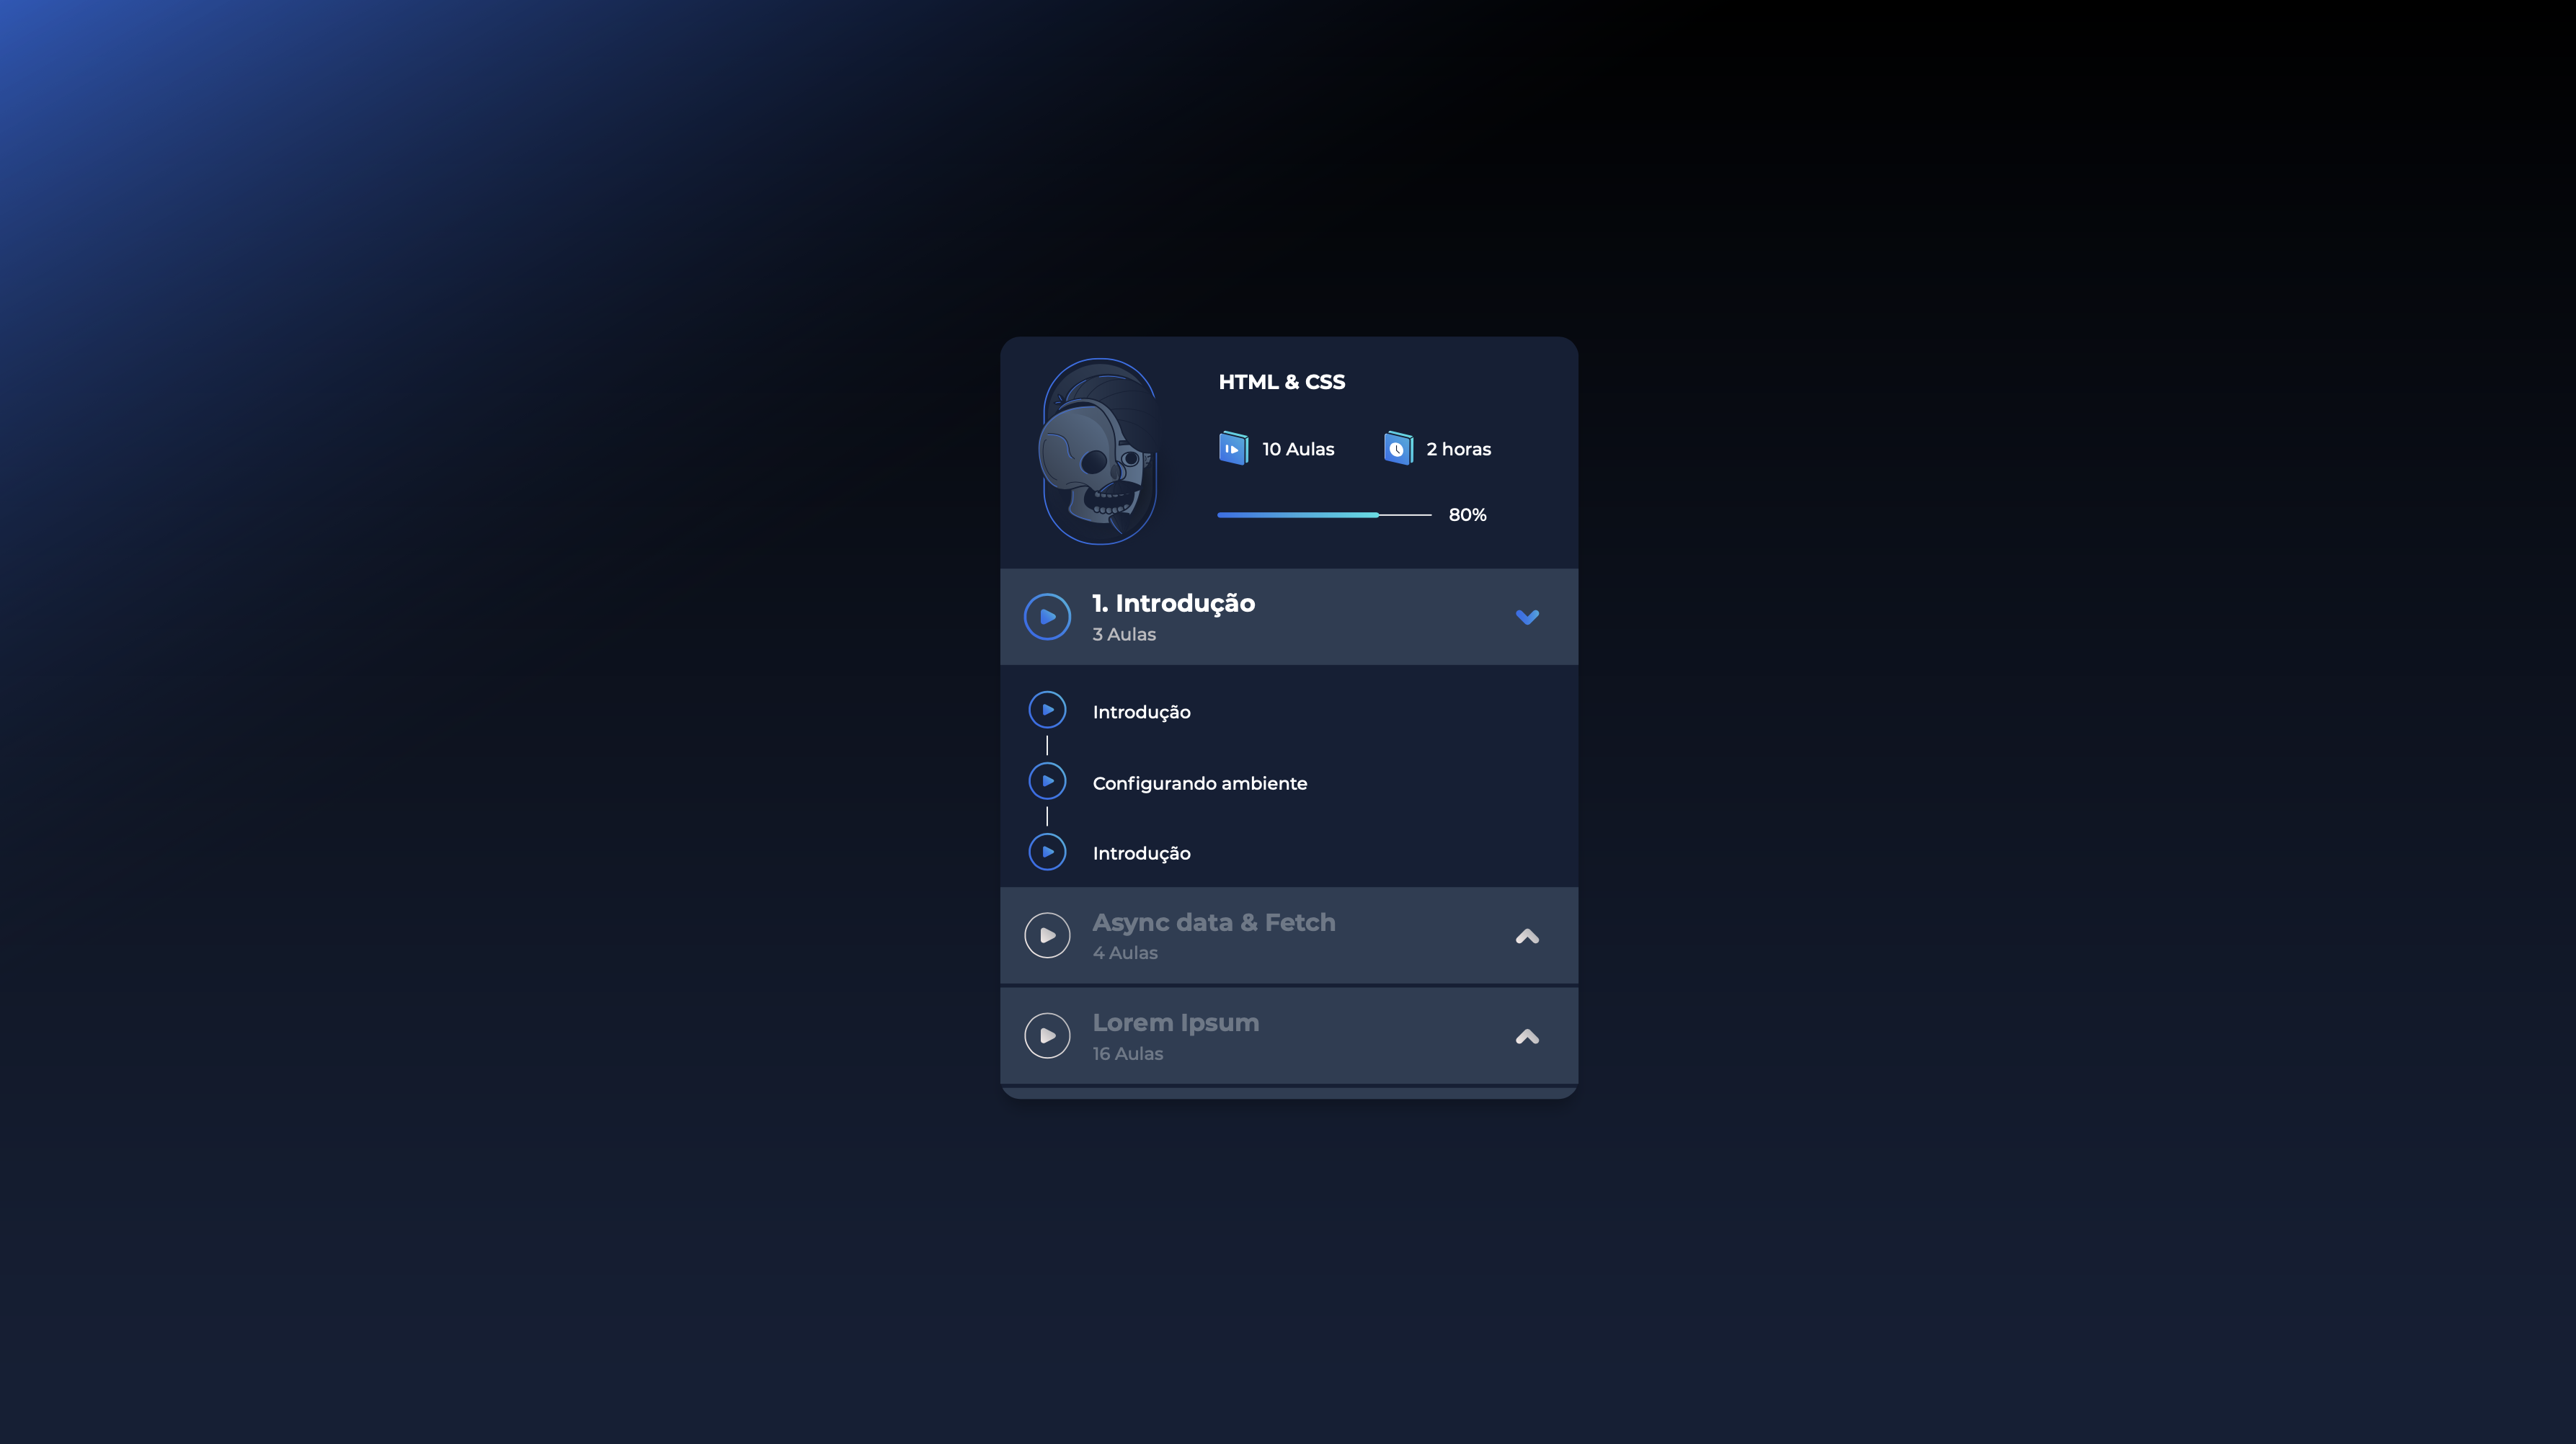 HTML & CSS
10 Aulas
2 horas
80%
1. Introdução
3 Aulas
Introdução
Configurando ambiente
Introdução
Async data & Fetch
4 Aulas
Lorem Ipsum
16 Aulas